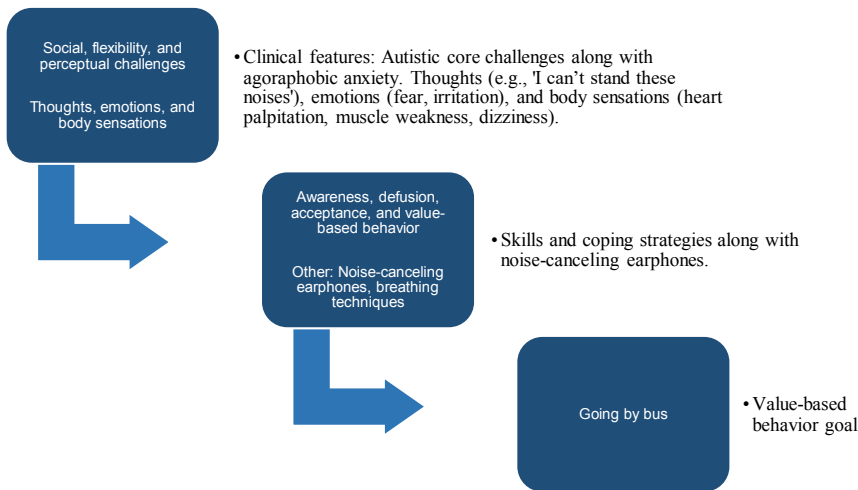 Social, flexibility, and
perceptual challenges
Thoughts, emotions, and
body sensations
• Clinical features: Autistic core challenges along with
agoraphobic anxiety. Thoughts (e.g., 'I can’t stand these
noises'), emotions (fear, irritation), and body sensations (heart
palpitation, muscle weakness, dizziness).
Awareness, defusion,
acceptance, and value-
based behavior
Other: Noise-canceling
earphones, breathing
techniques
• Skills and coping strategies along with
noise-canceling earphones.
Going by bus
• Value-based
behavior goal